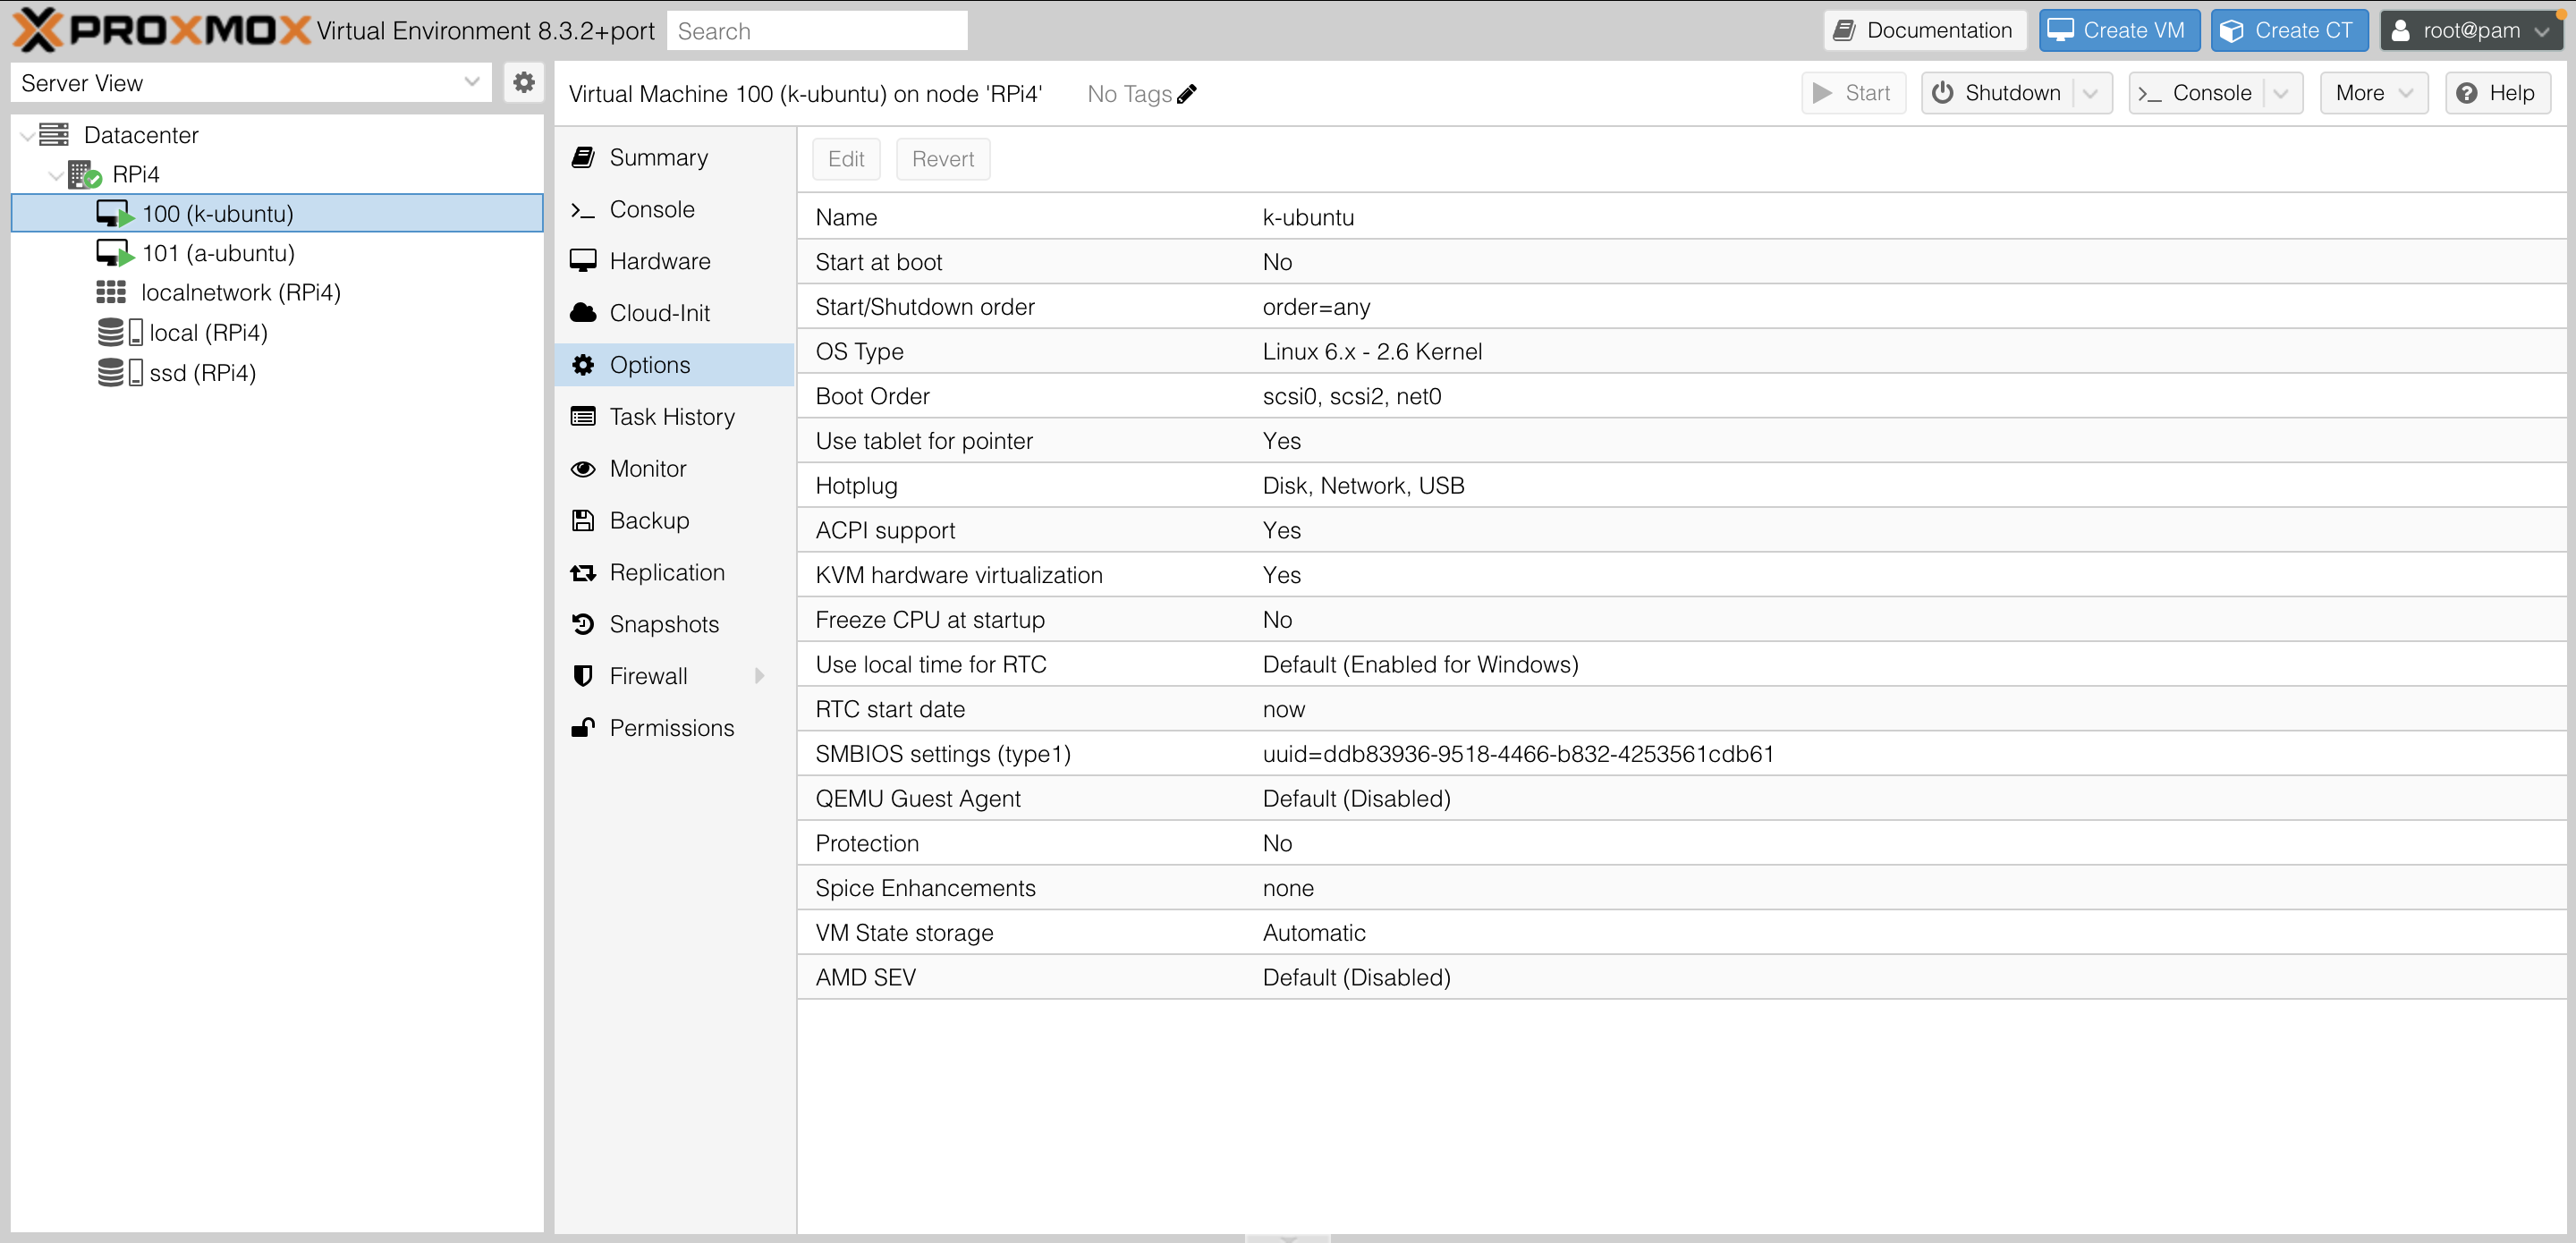 PROXMOX Virtual Environment 8.3.2+port Search Documentation Create VM Create CT root@pam
Server View
Virtual Machine 100 (k-ubuntu) on node 'RPi4' No Tags Start Shutdown Console More Help
Datacenter
RPi4
100 (k-ubuntu)
101 (a-ubuntu)
localnetwork (RPi4)
local (RPi4)
ssd (RPi4)
Summary
Console
Hardware
Cloud-Init
Options
Task History
Monitor
Backup
Replication
Snapshots
Firewall
Permissions
Edit Revert
Name k-ubuntu
Start at boot No
Start/Shutdown order order=any
OS Type Linux 6.x - 2.6 Kernel
Boot Order scsi0, scsi2, net0
Use tablet for pointer Yes
Hotplug Disk, Network, USB
ACPI support Yes
KVM hardware virtualization Yes
Freeze CPU at startup No
Use local time for RTC Default (Enabled for Windows)
RTC start date now
SMBIOS settings (type1) uuid=ddb83936-9518-4466-b832-4253561cdb61
QEMU Guest Agent Default (Disabled)
Protection No
Spice Enhancements none
VM State storage Automatic
AMD SEV Default (Disabled)